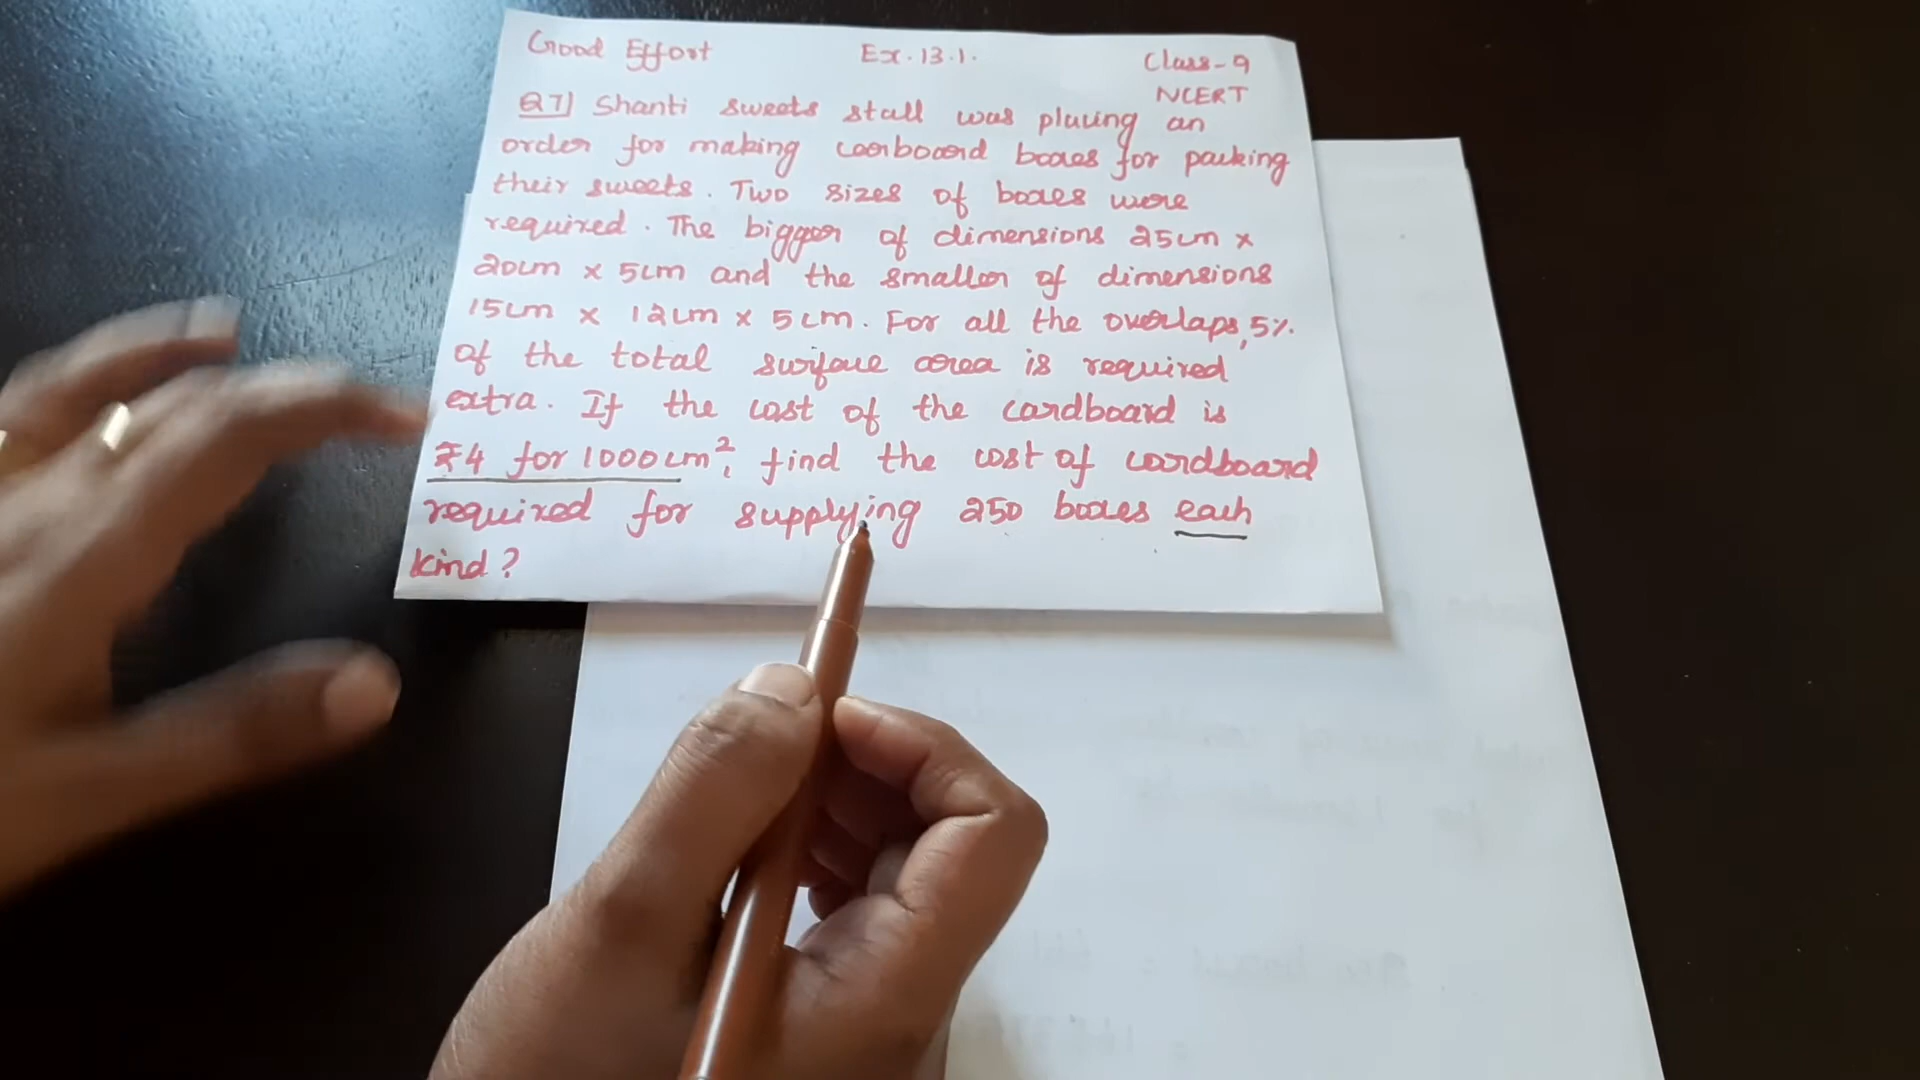 Good Effort Ex.13.1. Class-9
NCERT
Q7] Shanti sweets stall was placing an
order for making carboard boxes for packing
their sweets. Two sizes of boxes were
required. The bigger of dimensions 25cm x
20cm x 5cm and the smaller of dimensions
15cm x 12cm x 5cm. For all the overlaps, 5%
of the total surface area is required
extra. If the cost of the cardboard is
₹4 for 1000cm², find the cost of cardboard
required for supplying 250 boxes each
kind?